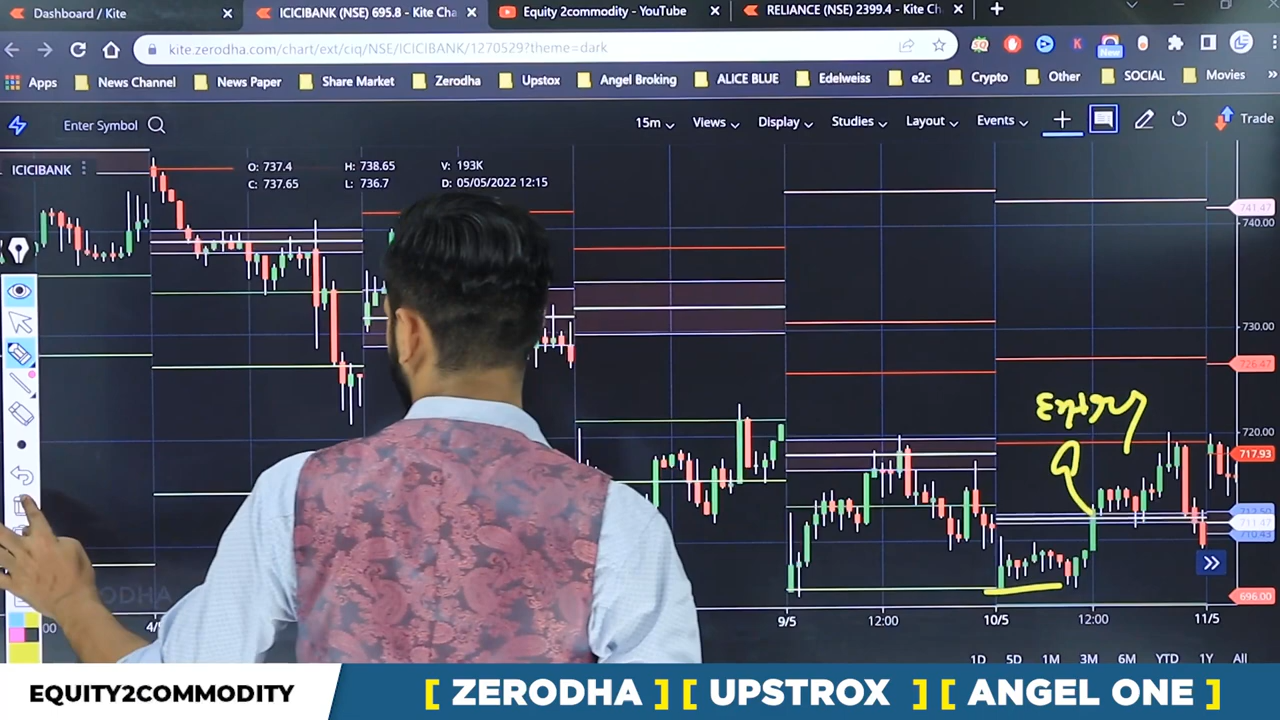 Dashboard / Kite
ICICIBANK (NSE) 695.8 - Kite Cha
Equity 2commodity - YouTube
RELIANCE (NSE) 2399.4 - Kite Ch
kite.zerodha.com/chart/ext/ciq/NSE/ICICIBANK/1270529?theme=dark
New
Apps News Channel News Paper Share Market Zerodha Upstox Angel Broking ALICE BLUE Edelweiss e2c Crypto Other SOCIAL Movies »
Enter Symbol 15m Views Display Studies Layout Events Trade
ICICIBANK
O: 737.4 H: 738.65 V: 193K
C: 737.65 L: 736.7 D: 05/05/2022 12:15
741.47
740.00
730.00
726.47
Entry
720.00
717.93
712.50
711.47
710.43
696.00
9/5 12:00 10/5 12:00 11/5
1D 5D 1M 3M 6M YTD 1Y All
EQUITY2COMMODITY
[ ZERODHA ] [ UPSTROX ] [ ANGEL ONE ]